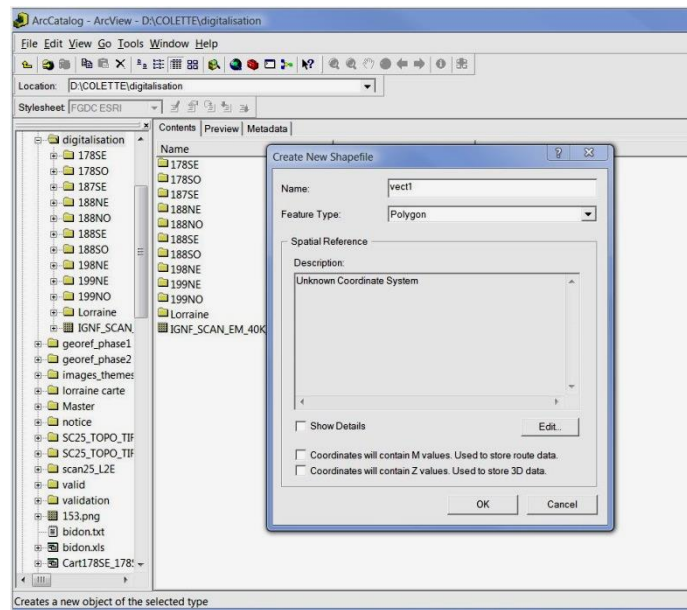 ArcCatalog - ArcView - D:\COLETTE\digitalisation
File Edit View Go Tools Window Help
Location: D:\COLETTE\digitalisation
Stylesheet: FGDC ESRI
digitalisation
178SE
178SO
187SE
188NE
188NO
188SE
188SO
198NE
199NE
199NO
Lorraine
IGNF_SCAN_
georef_phase1
georef_phase2
images_themes
lorraine carte
Master
notice
SC25_TOPO_TIF
SC25_TOPO_TIF
scan25_L2E
valid
validation
153.png
bidon.txt
bidon.xls
Cart178SE_178
Contents Preview Metadata
Name
178SE
178SO
187SE
188NE
188NO
188SE
188SO
198NE
199NE
199NO
Lorraine
IGNF_SCAN_EM_40K
Create New Shapefile
Name: vect1
Feature Type: Polygon
Spatial Reference
Description:
Unknown Coordinate System
Show Details Edit..
Coordinates will contain M values. Used to store route data.
Coordinates will contain Z values. Used to store 3D data.
OK Cancel
Creates a new object of the selected type